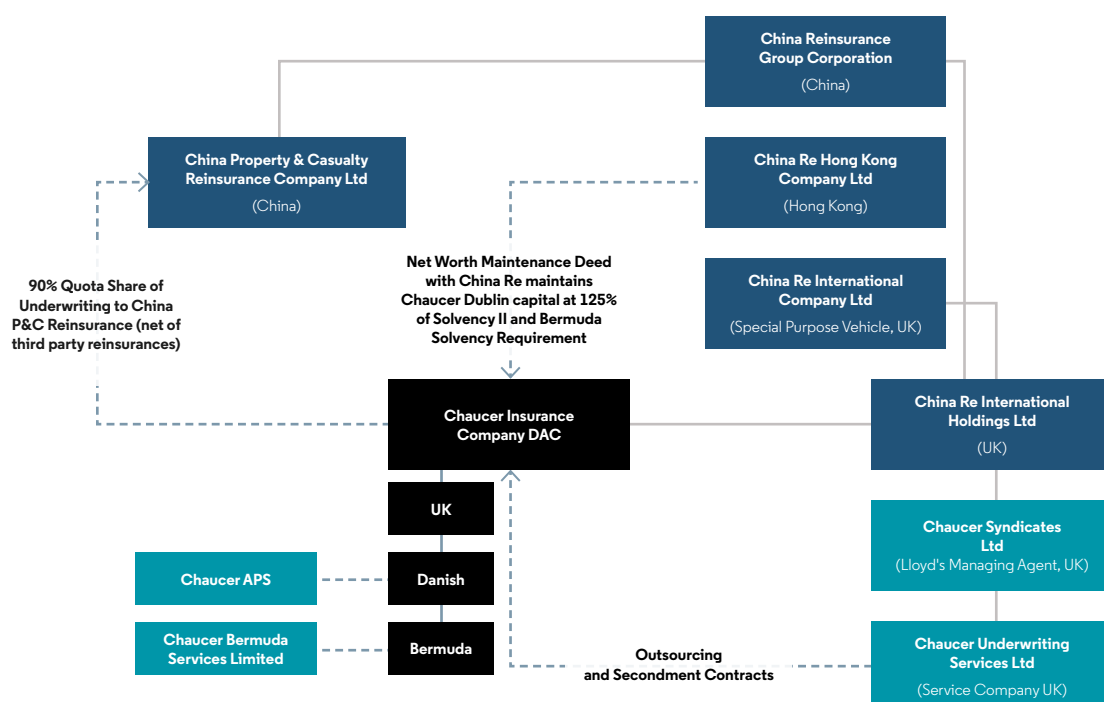 China Reinsurance
Group Corporation
(China)
China Property & Casualty
Reinsurance Company Ltd
(China)
China Re Hong Kong
Company Ltd
(Hong Kong)
90% Quota Share of
Underwriting to China
P&C Reinsurance (net of
third party reinsurances)
Net Worth Maintenance Deed
with China Re maintains
Chaucer Dublin capital at 125%
of Solvency II and Bermuda
Solvency Requirement
China Re International
Company Ltd
(Special Purpose Vehicle, UK)
Chaucer Insurance
Company DAC
China Re International
Holdings Ltd
(UK)
UK
Chaucer Syndicates
Ltd
(Lloyd's Managing Agent, UK)
Chaucer APS
Danish
Chaucer Bermuda
Services Limited
Bermuda
Outsourcing
and Secondment Contracts
Chaucer Underwriting
Services Ltd
(Service Company UK)